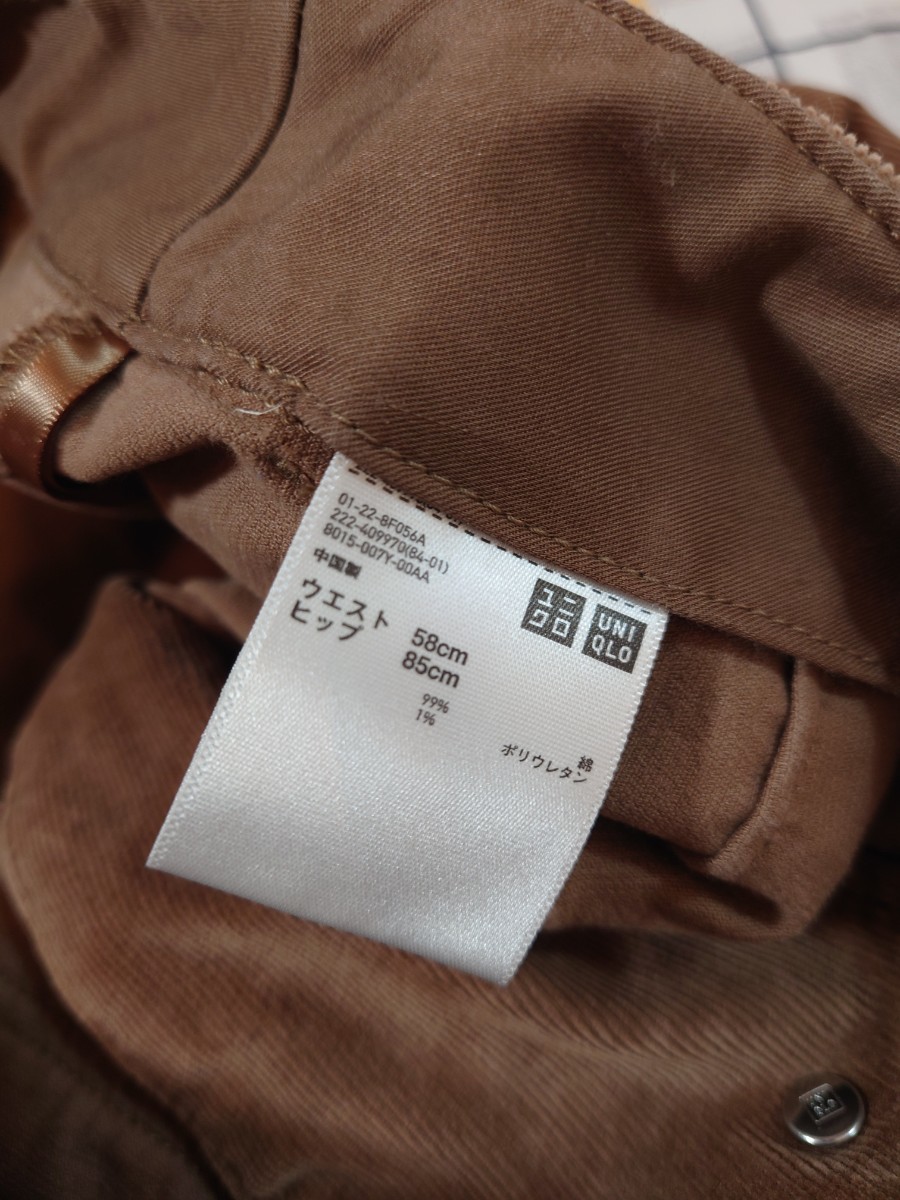 01-22-8F056A
222-409970(84-01)
8015-007Y-00AA
中国製
ウエスト 58cm
ヒップ 85cm
ユニ
クロ
UNI
QLO
99% 綿
1% ポリウレタン